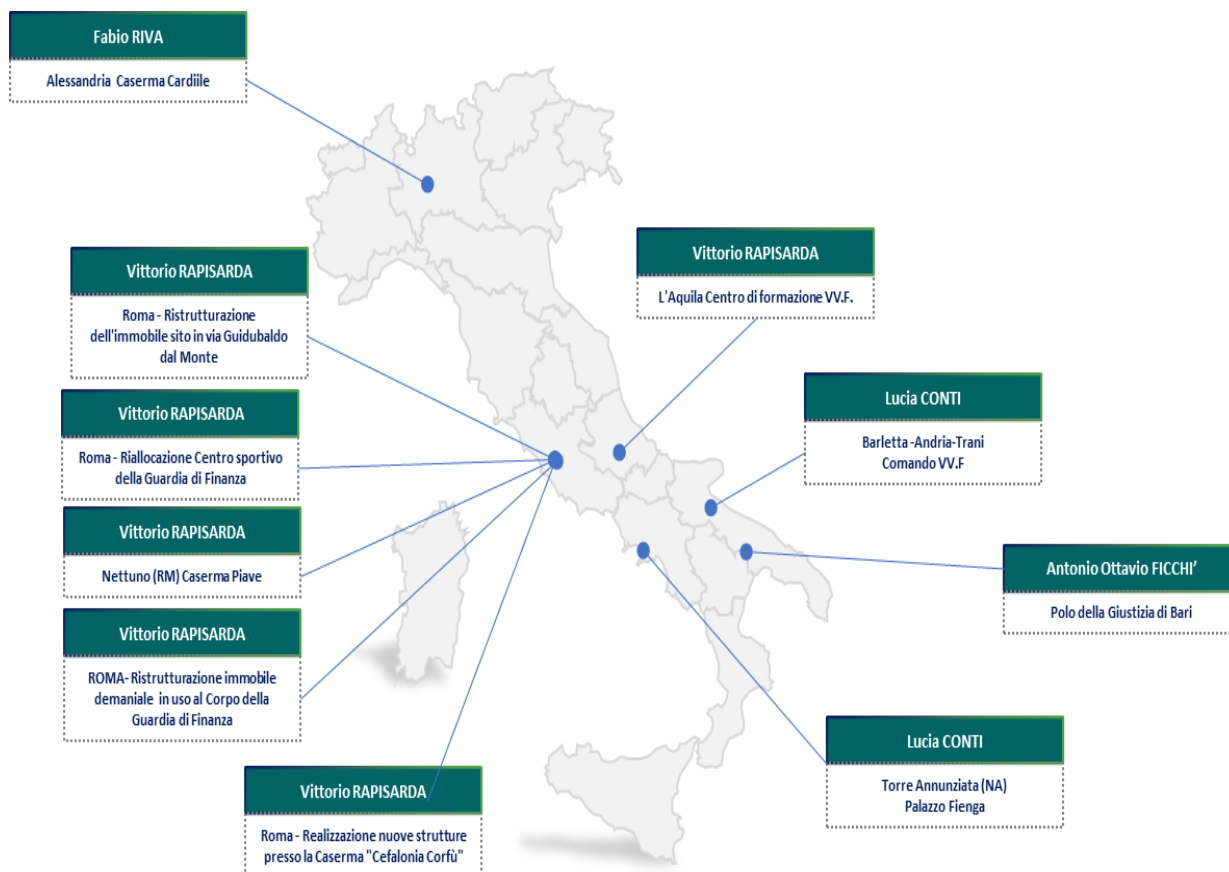 Fabio RIVA
Alessandria Caserma Cardiile
Vittorio RAPISARDA
Roma - Ristrutturazione
dell'immobile sito in via Guidubaldo
dal Monte
Vittorio RAPISARDA
Roma - Riallocazione Centro sportivo
della Guardia di Finanza
Vittorio RAPISARDA
Nettuno (RM) Caserma Piave
Vittorio RAPISARDA
ROMA- Ristrutturazione immobile
demaniale in uso al Corpo della
Guardia di Finanza
Vittorio RAPISARDA
Roma - Realizzazione nuove strutture
presso la Caserma "Cefalonia Corfù"
Vittorio RAPISARDA
L'Aquila Centro di formazione VV.F.
Lucia CONTI
Barletta -Andria-Trani
Comando VV.F
Antonio Ottavio FICCHI’
Polo della Giustizia di Bari
Lucia CONTI
Torre Annunziata (NA)
Palazzo Fienga